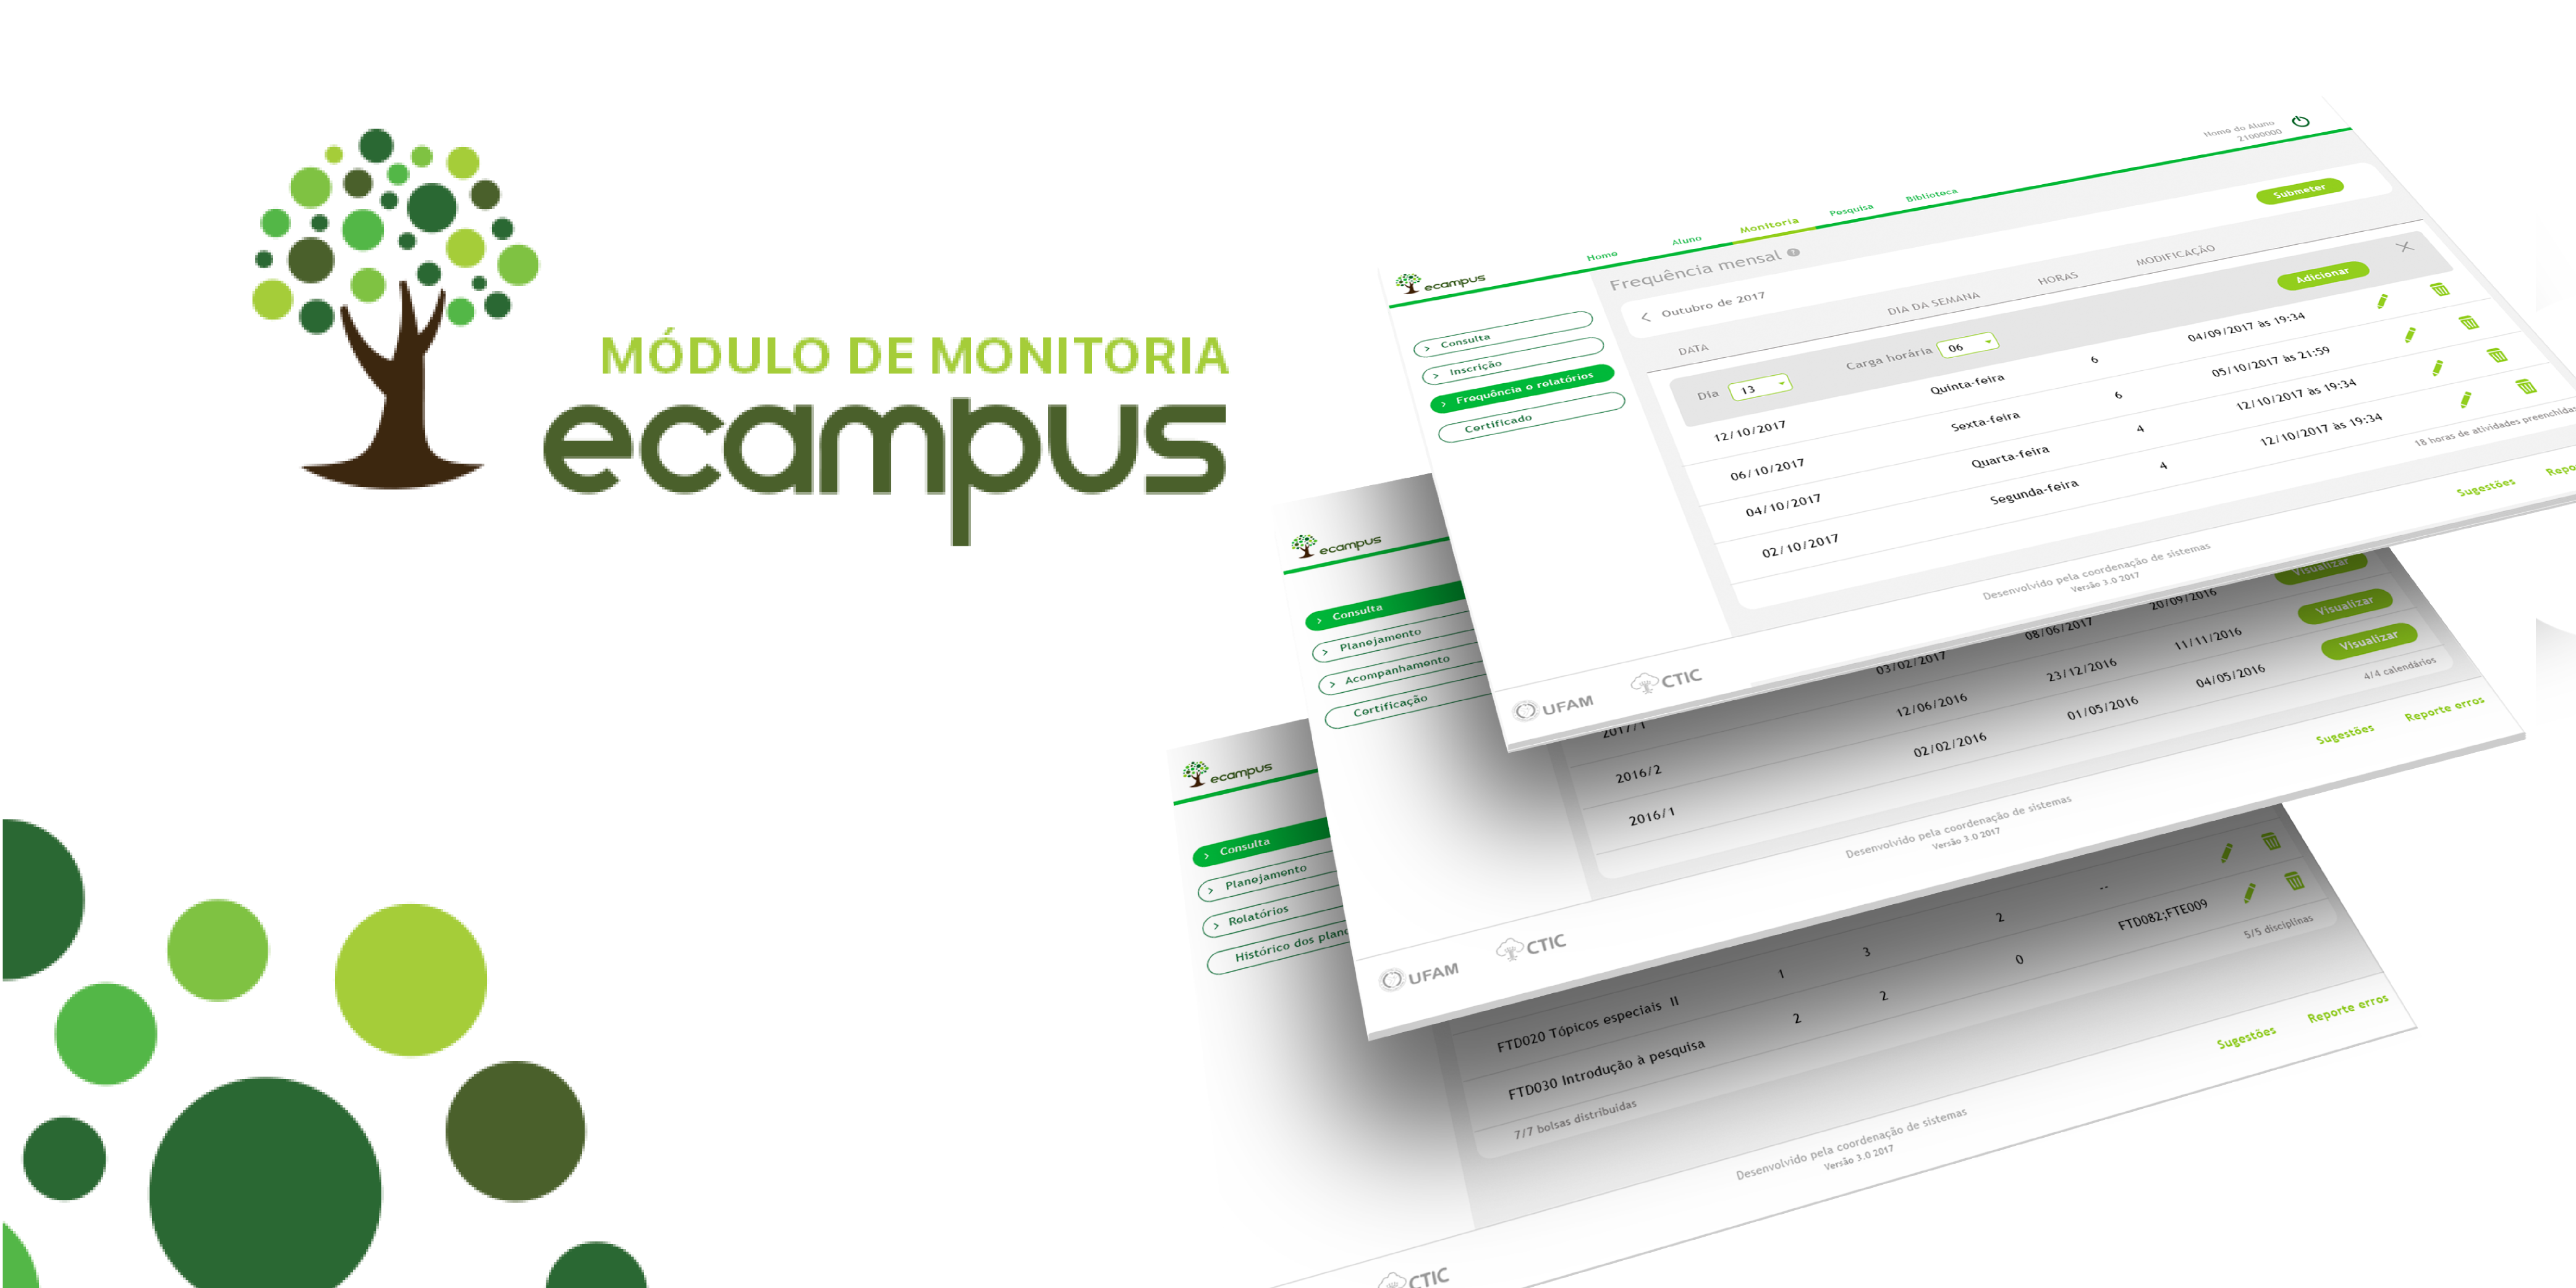 MÓDULO DE MONITORIA
ecampus
Nome do Aluno
21000000
ecampus
Home
Aluno
Monitoria
Pesquisa
Biblioteca
Frequência mensal
Submeter
Outubro de 2017
Consulta
Inscrição
Frequência e relatórios
Certificado
DATA
DIA DA SEMANA
HORAS
MODIFICAÇÃO
Dia 13
Carga horária 06
Adicionar
12/10/2017 Quinta-feira 6 04/09/2017 às 19:34
06/10/2017 Sexta-feira 6 05/10/2017 às 21:59
04/10/2017 Quarta-feira 4 12/10/2017 às 19:34
02/10/2017 Segunda-feira 4 12/10/2017 às 19:34
18 horas de atividades preenchidas
Sugestões
Desenvolvido pela coordenação de sistemas
Versão 3.0 2017
UFAM
CTIC
ecampus
Consulta
Planejamento
Acompanhamento
Certificação
Visualizar
2017/1 03/02/2017 08/06/2017 20/09/2016 Visualizar
2016/2 12/06/2016 23/12/2016 11/11/2016 Visualizar
2016/1 02/02/2016 01/05/2016 04/05/2016
4/4 calendários
Sugestões
Reporte erros
Desenvolvido pela coordenação de sistemas
Versão 3.0 2017
UFAM
CTIC
ecampus
Consulta
Planejamento
Relatórios
Histórico dos
FTD020 Tópicos especiais II 1 3 2 --
FTD030 Introdução à pesquisa 2 2 0 FTD082;FTE009
7/7 bolsas distribuídas
5/5 disciplinas
Sugestões
Reporte erros
Desenvolvido pela coordenação de sistemas
Versão 3.0 2017
CTIC